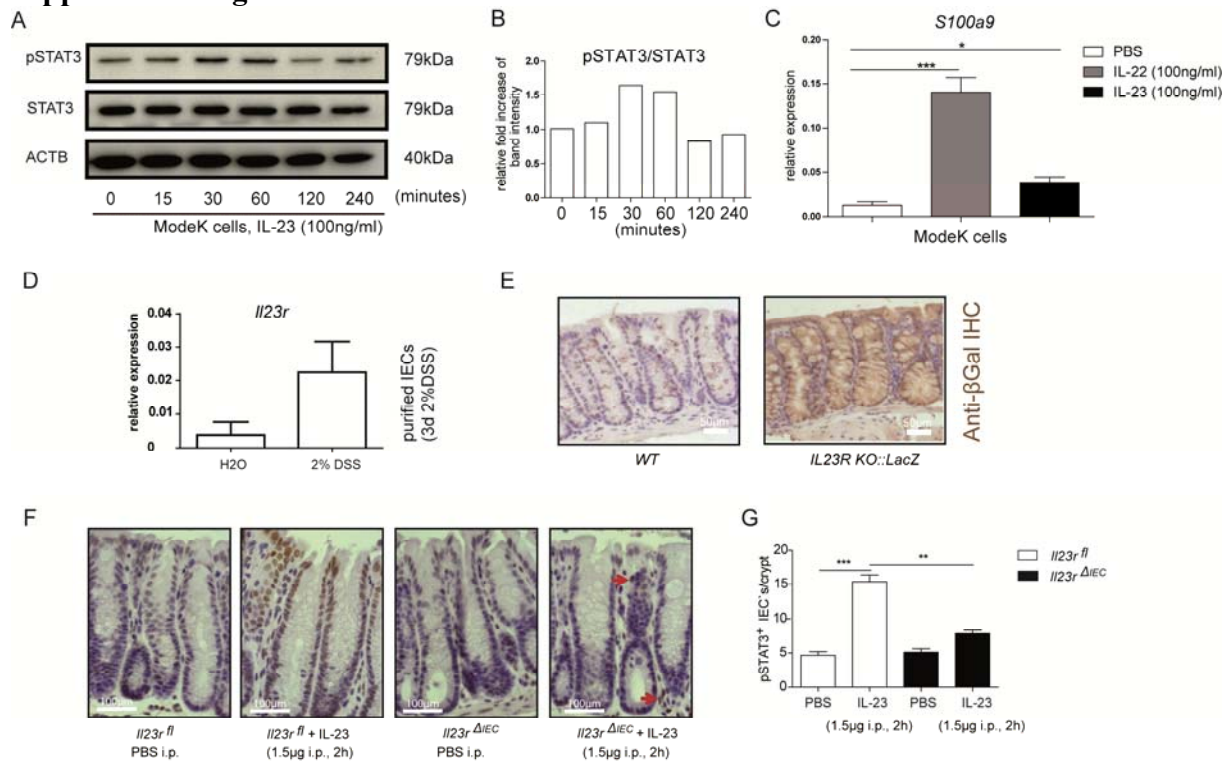 A
pSTAT3
79kDa
STAT3
79kDa
ACTB
40kDa
0 15 30 60 120 240 (minutes)
ModeK cells, IL-23 (100ng/ml)
B
pSTAT3/STAT3
relative fold increase of
band intensity
2.0
1.5
1.0
0.5
0.0
0 15 30 60 120 240
(minutes)
C
S100a9
relative expression
0.20
0.15
0.10
0.05
0.00
*
***
ModeK cells
PBS
IL-22 (100ng/ml)
IL-23 (100ng/ml)
D
Il23r
relative expression
0.04
0.03
0.02
0.01
0
H2O 2% DSS
purified IECs
(3d 2%DSS)
E
50µm
50µm
WT
IL23R KO::LacZ
Anti-βGal IHC
F
100µm
100µm
100µm
100µm
Il23r fl
PBS i.p.
Il23r fl + IL-23
(1.5µg i.p., 2h)
Il23r ΔIEC
PBS i.p.
Il23r ΔIEC + IL-23
(1.5µg i.p., 2h)
G
pSTAT3+ IEC's/crypt
20
15
10
5
0
***
**
PBS IL-23 PBS IL-23
(1.5µg i.p., 2h) (1.5µg i.p., 2h)
Il23r fl
Il23r ΔIEC